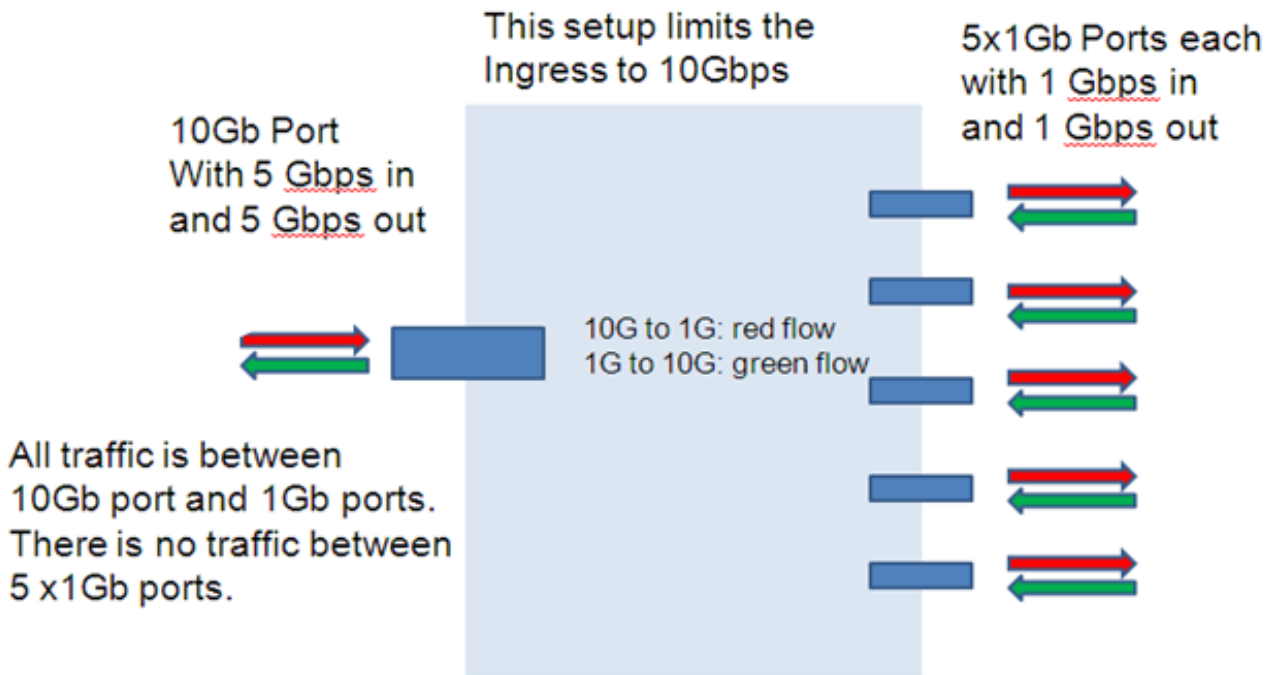 This setup limits the
Ingress to 10Gbps
5x1Gb Ports each
with 1 Gbps in
and 1 Gbps out
10Gb Port
With 5 Gbps in
and 5 Gbps out
10G to 1G: red flow
1G to 10G: green flow
All traffic is between
10Gb port and 1Gb ports.
There is no traffic between
5 x1Gb ports.